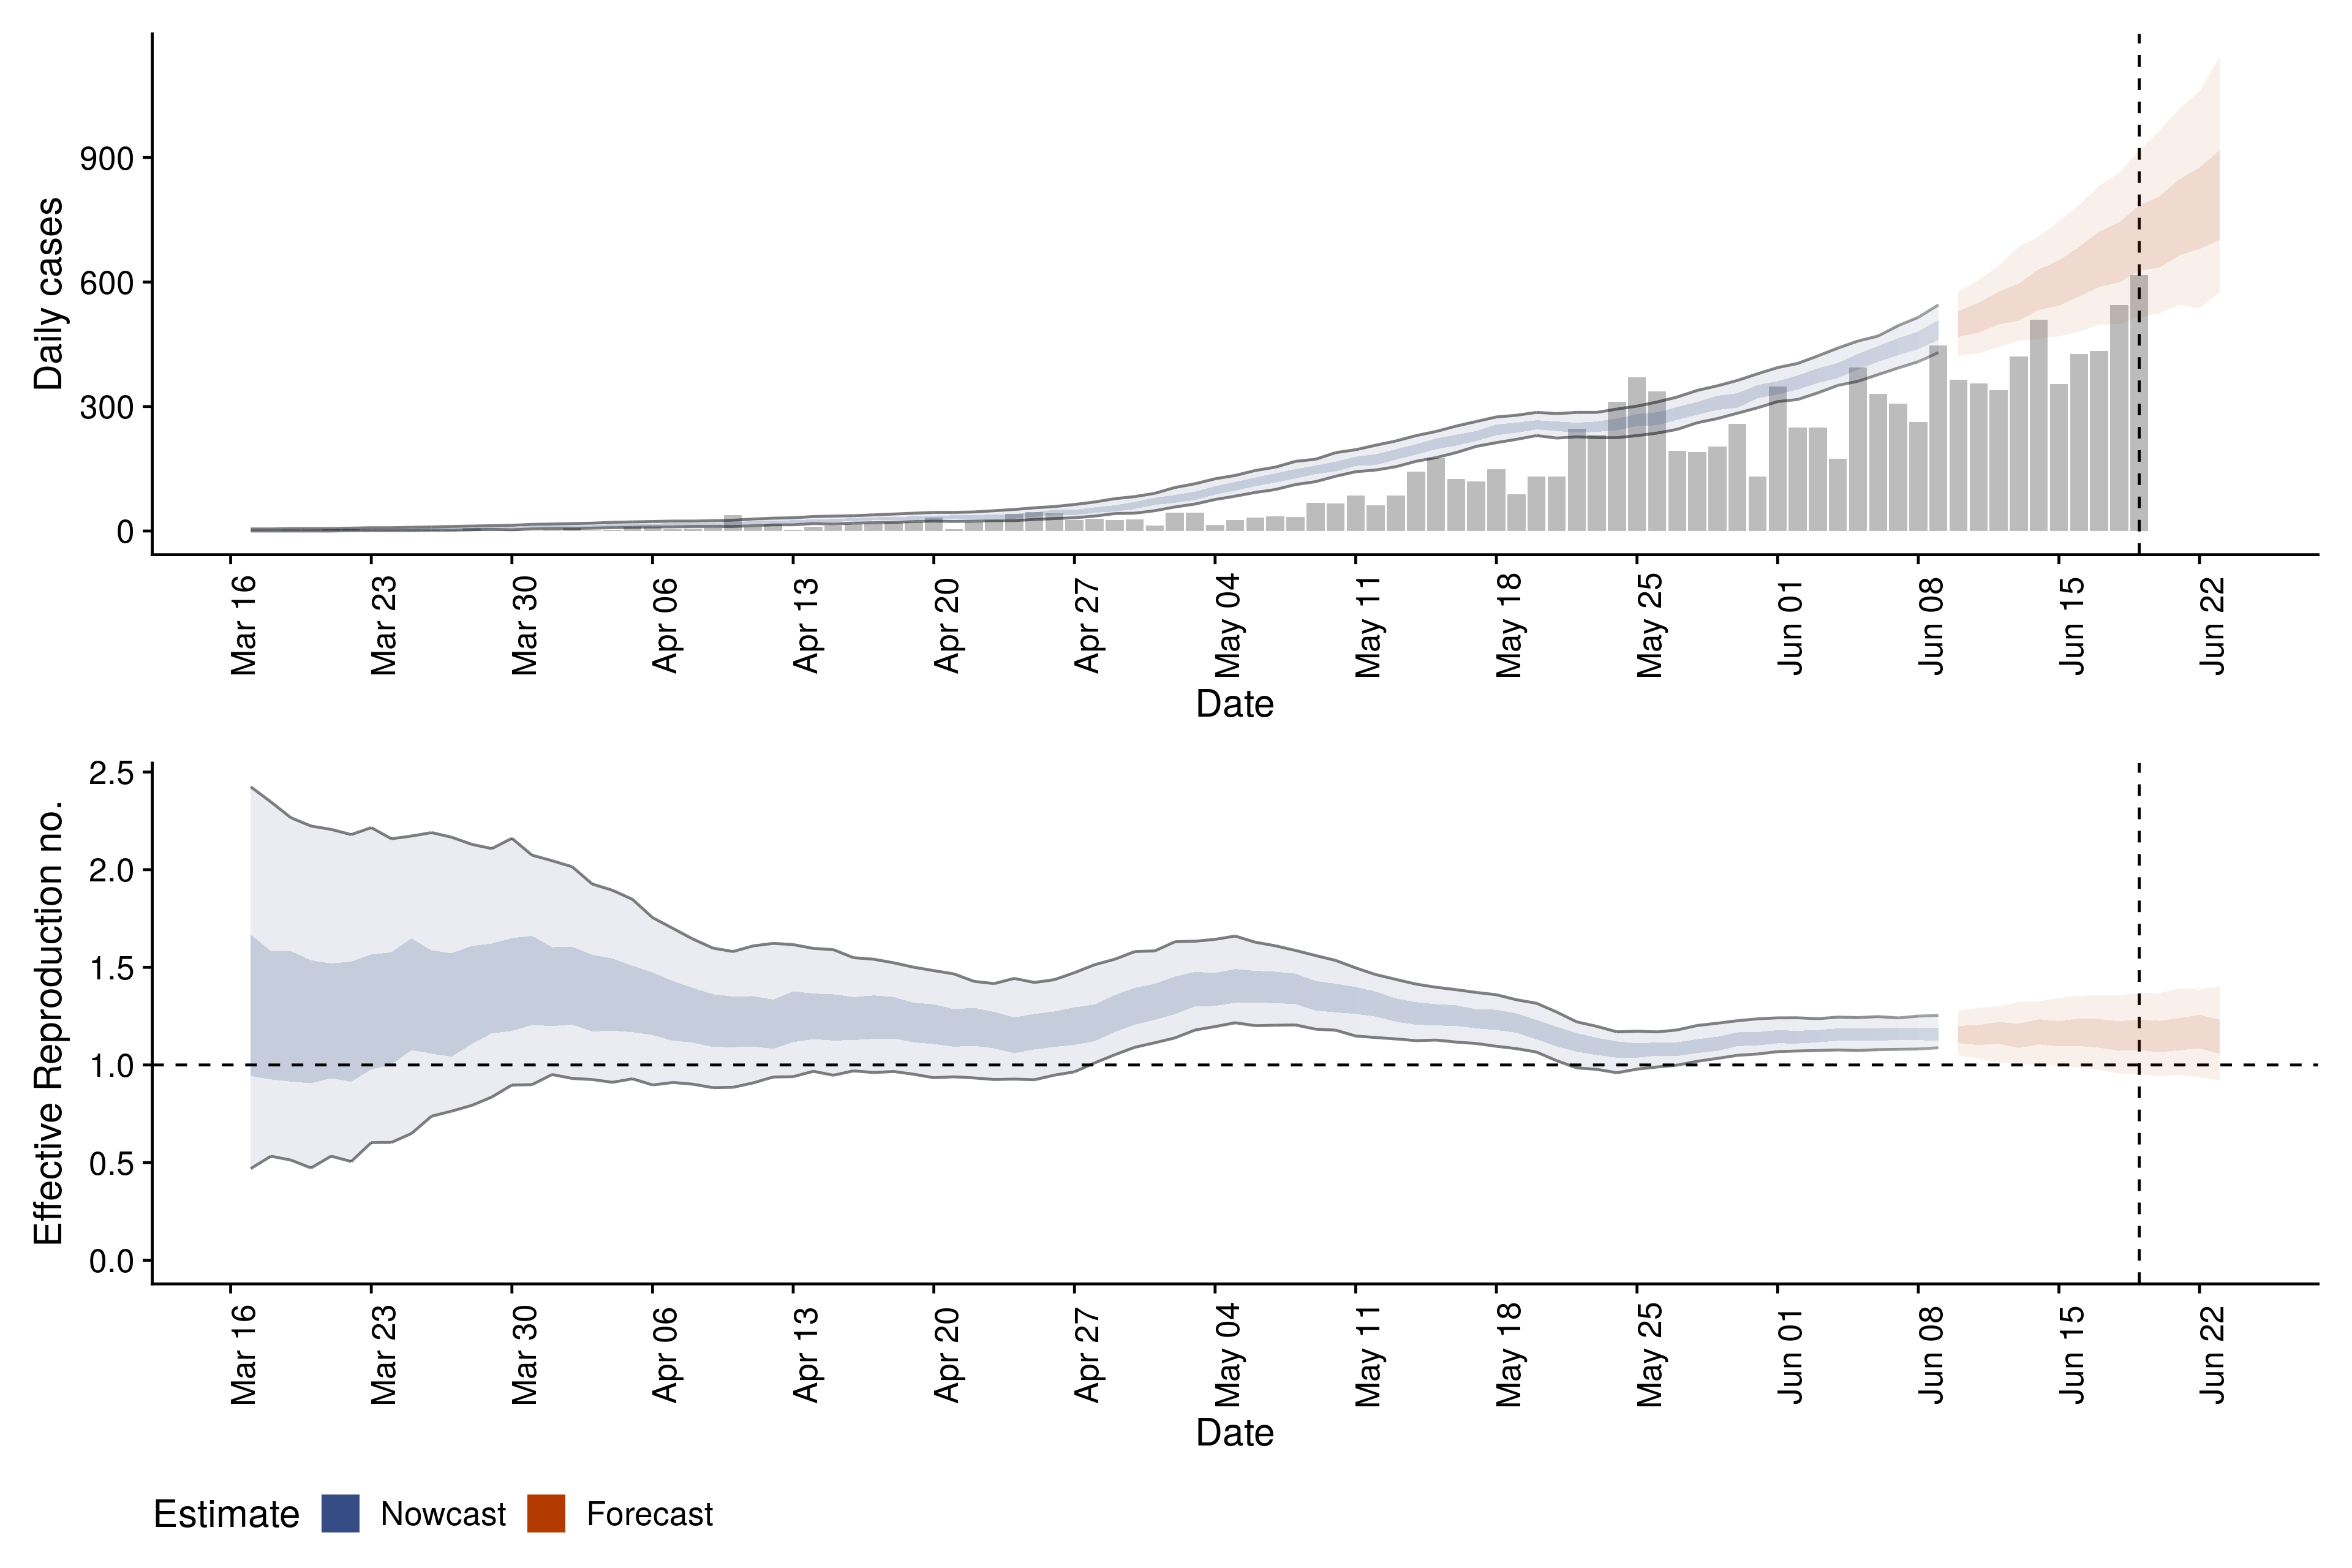 Daily cases
900
600
300
0
Mar 16
Mar 23
Mar 30
Apr 06
Apr 13
Apr 20
Apr 27
May 04
May 11
May 18
May 25
Jun 01
Jun 08
Jun 15
Jun 22
Date
Effective Reproduction no.
2.5
2.0
1.5
1.0
0.5
0.0
Mar 16
Mar 23
Mar 30
Apr 06
Apr 13
Apr 20
Apr 27
May 04
May 11
May 18
May 25
Jun 01
Jun 08
Jun 15
Jun 22
Date
Estimate Nowcast Forecast